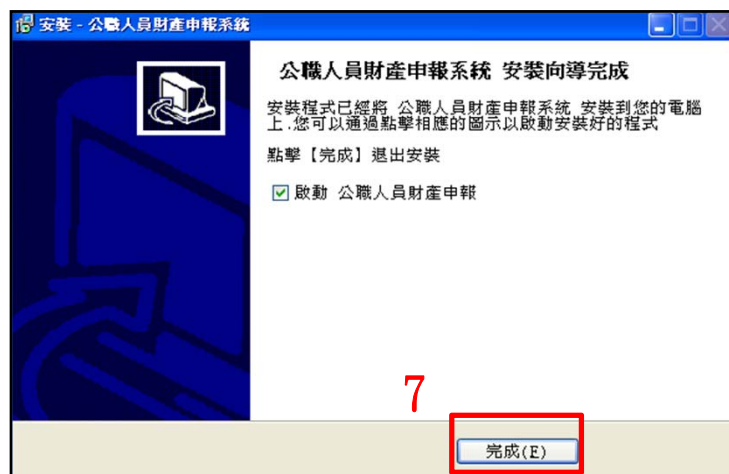 安裝 - 公職人員財產申報系統
公職人員財產申報系統 安裝向導完成
安裝程式已經將 公職人員財產申報系統 安裝到您的電腦
上.您可以通過點擊相應的圖示以啟動安裝好的程式
點擊【完成】退出安裝
啟動 公職人員財產申報
7
完成(E)